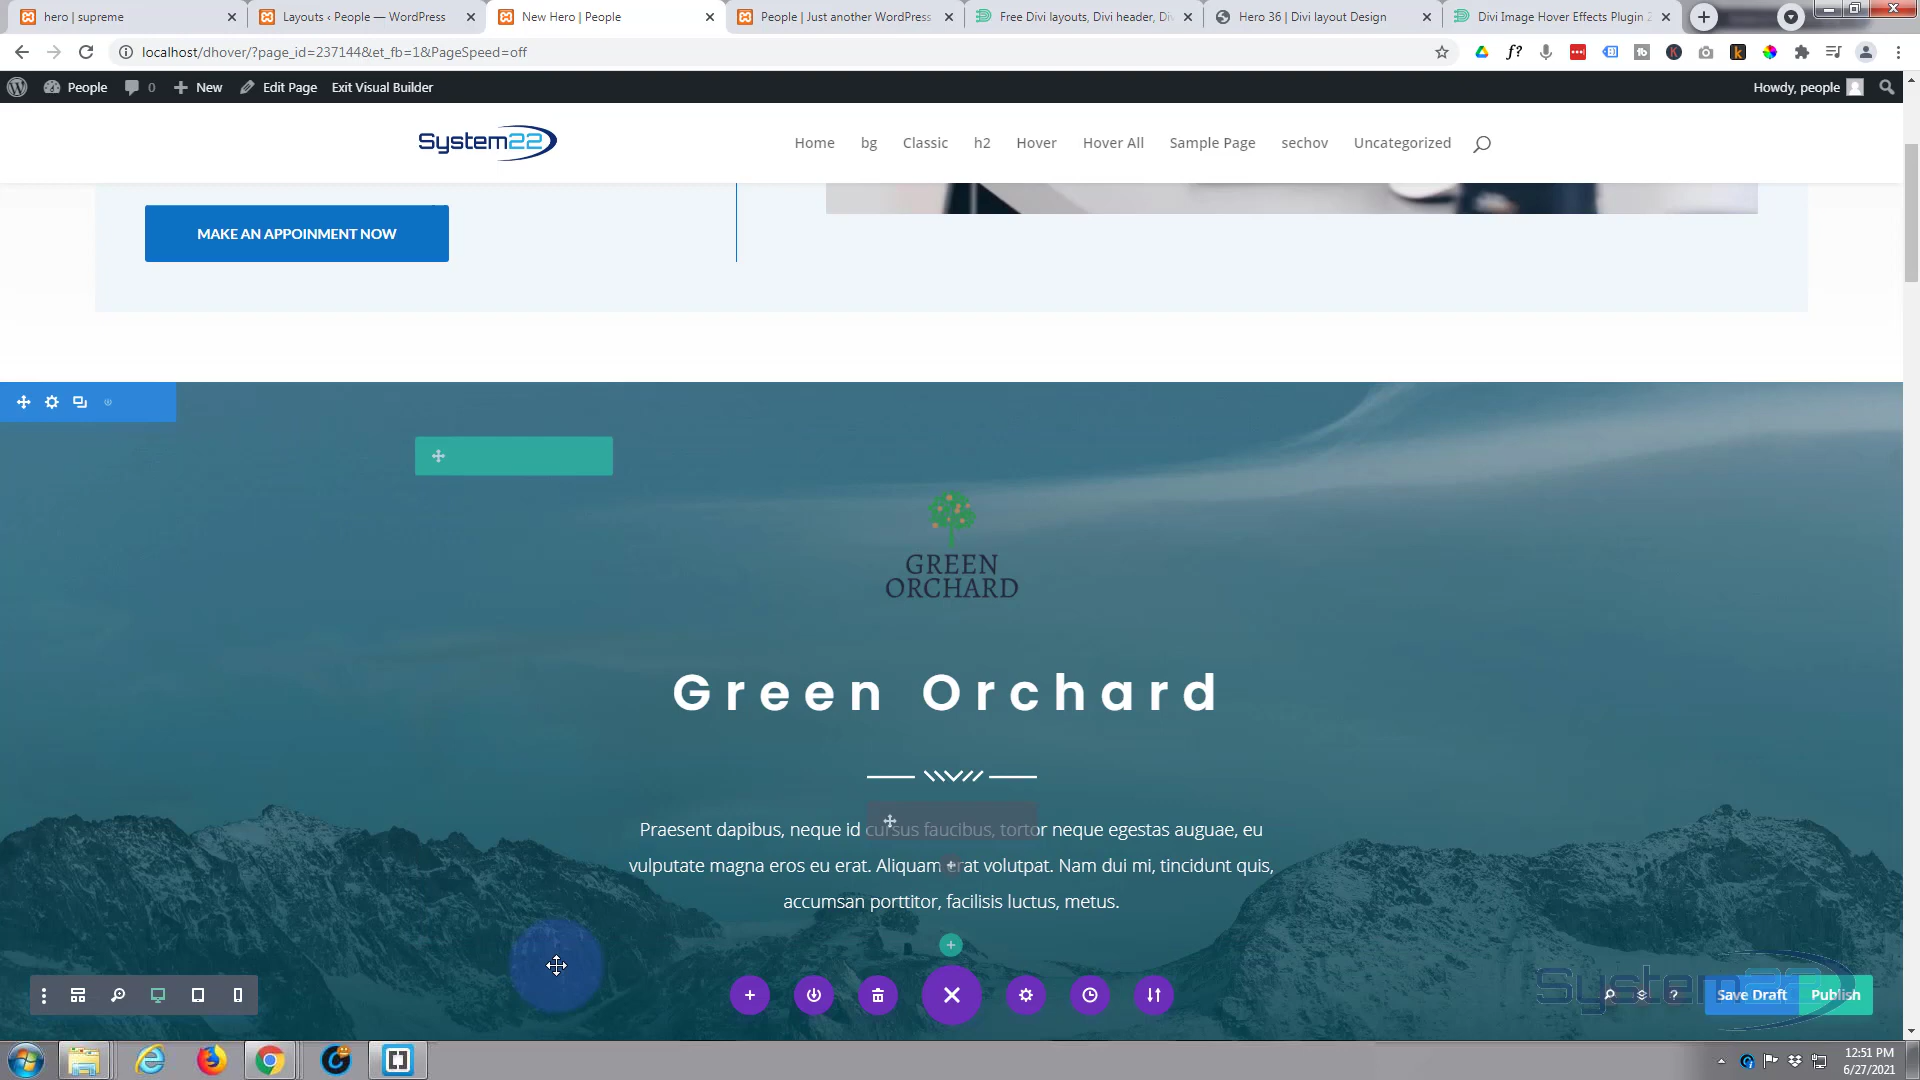 hero | supreme
Layouts ‹ People — WordPress
New Hero | People
People | Just another WordPress
Free Divi layouts, Divi header, Di
Hero 36 | Divi layout Design
Divi Image Hover Effects Plugin 2
localhost/dhover/?page_id=237144&et_fb=1&PageSpeed=off
People
0
New
Edit Page
Exit Visual Builder
Howdy, people
System22
Home
bg
Classic
h2
Hover
Hover All
Sample Page
sechov
Uncategorized
MAKE AN APPOINMENT NOW
GREEN
ORCHARD
Green Orchard
Praesent dapibus, neque id cursus faucibus, tortor neque egestas auguae, eu
vulputate magna eros eu erat. Aliquam erat volutpat. Nam dui mi, tincidunt quis,
accumsan porttitor, facilisis luctus, metus.
System22
Save Draft
Publish
12:51 PM
6/27/2021